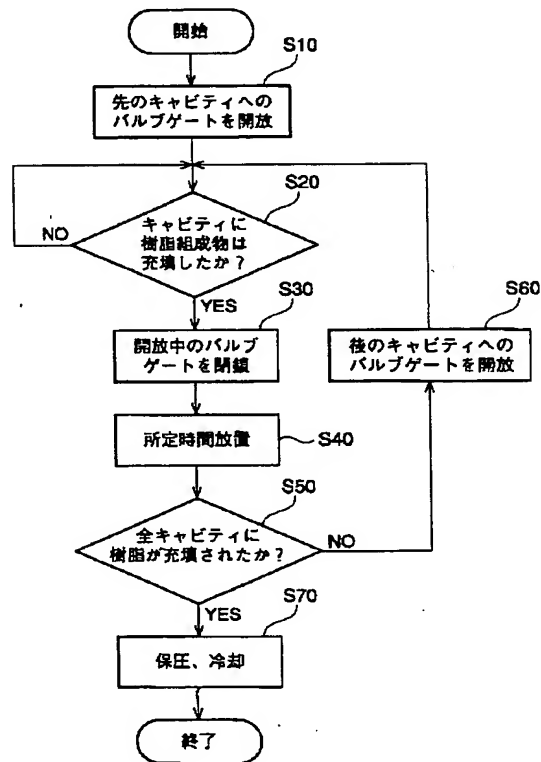 開始
S10
先のキャビティへの
バルブゲートを開放
S20
キャビティに
樹脂組成物は
充填したか？
NO
YES
S30
開放中のバルブ
ゲートを閉鎖
S60
後のキャビティへの
バルブゲートを開放
所定時間放置
S40
S50
全キャビティに
樹脂が充填されたか？
NO
YES
S70
保圧、冷却
終了